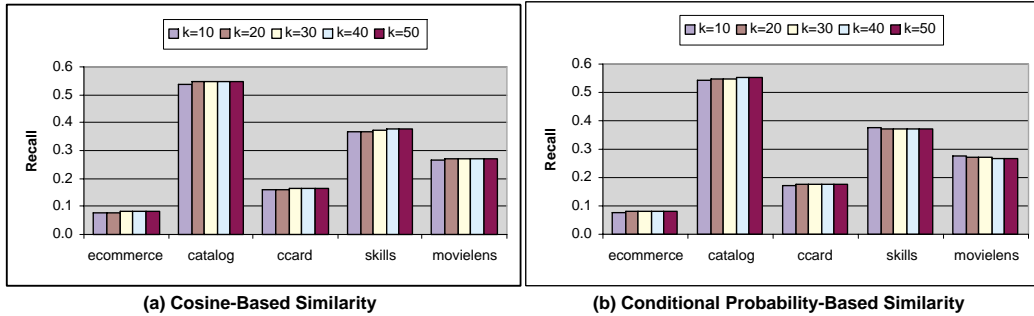 k=10 k=20 k=30 k=40 k=50
0.6
0.5
0.4
0.3
0.2
0.1
0.0
Recall
ecommerce catalog ccard skills movielens
(a) Cosine-Based Similarity
k=10 k=20 k=30 k=40 k=50
0.6
0.5
0.4
0.3
0.2
0.1
0.0
Recall
ecommerce catalog ccard skills movielens
(b) Conditional Probability-Based Similarity